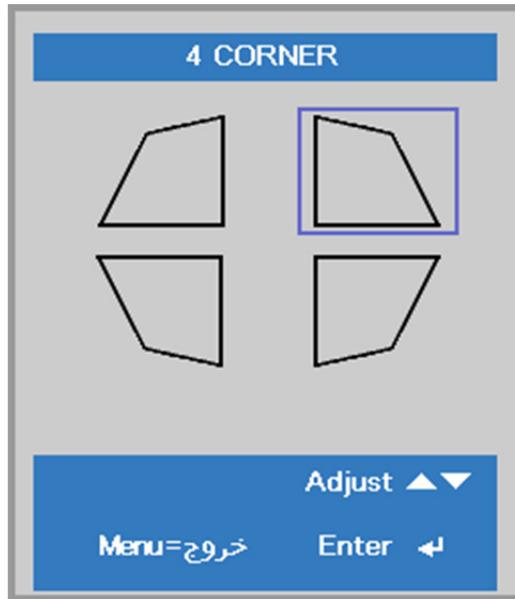 4 CORNER
Adjust ▲▼
Menu=خروج Enter ↵